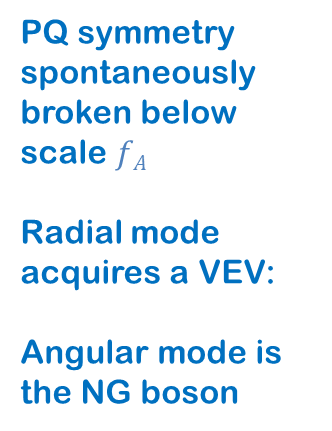 PQ symmetry
spontaneously
broken below
scale f_A
Radial mode
acquires a VEV:
Angular mode is
the NG boson